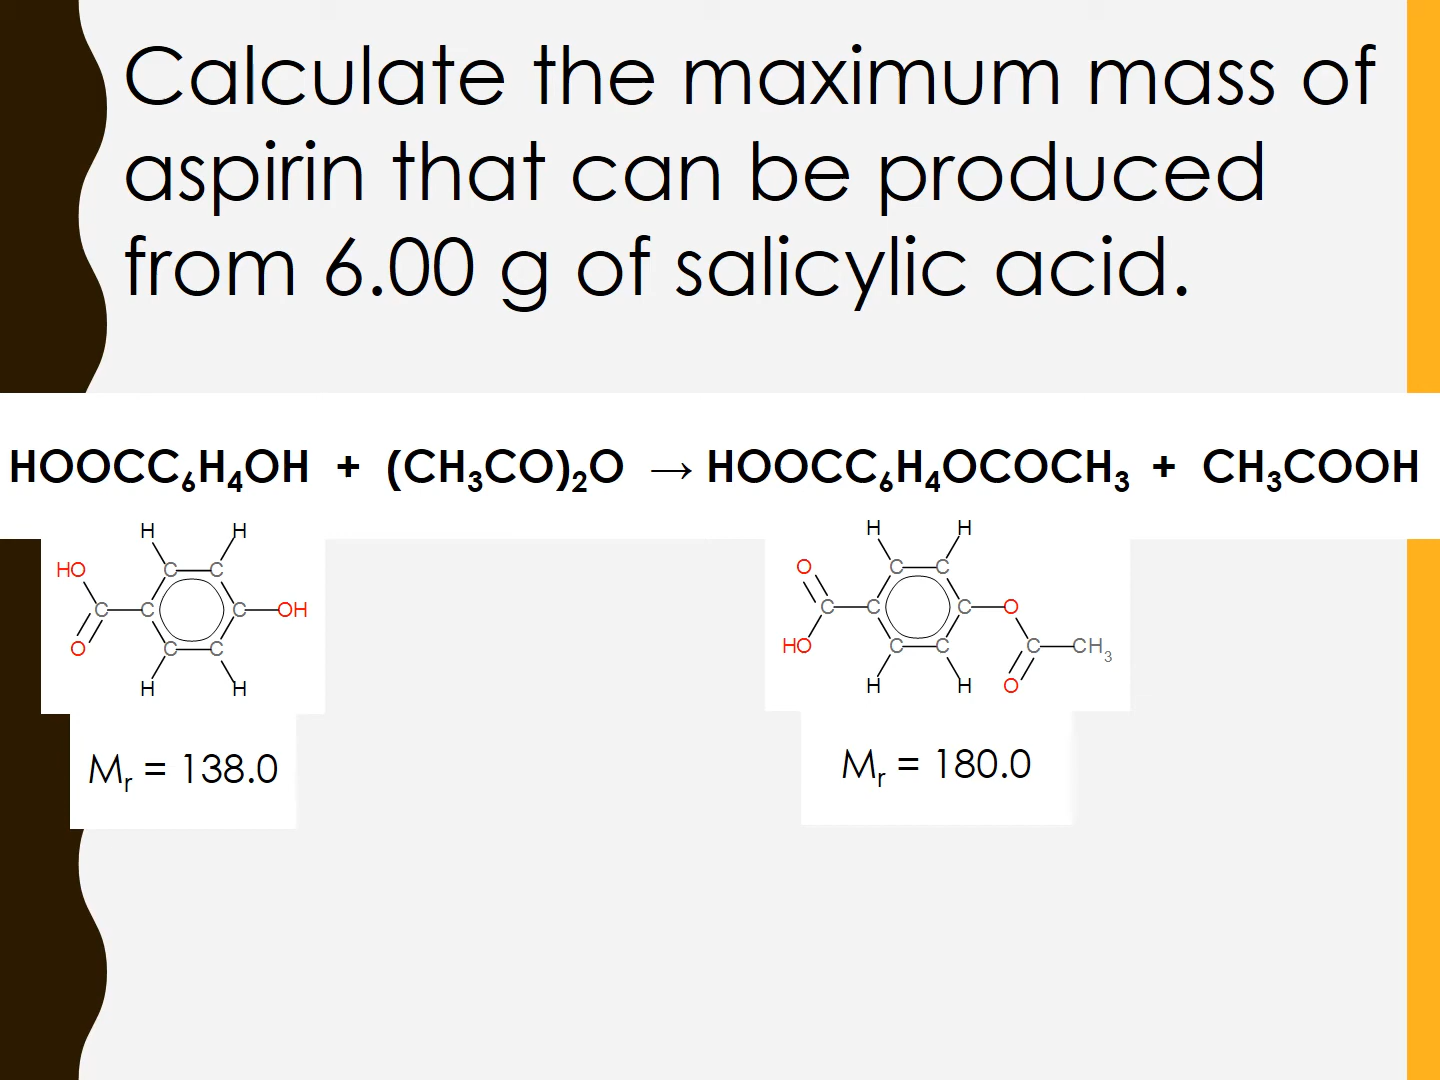 Calculate the maximum mass of
aspirin that can be produced
from 6.00 g of salicylic acid.
HOOCC₆H₄OH + (CH₃CO)₂O → HOOCC₆H₄OCOCH₃ + CH₃COOH
H H
HO C C
C C C OH
O C C
H H
H H
O C C
C C C O
HO C C C CH₃
H H O
Mᵣ = 138.0
Mᵣ = 180.0